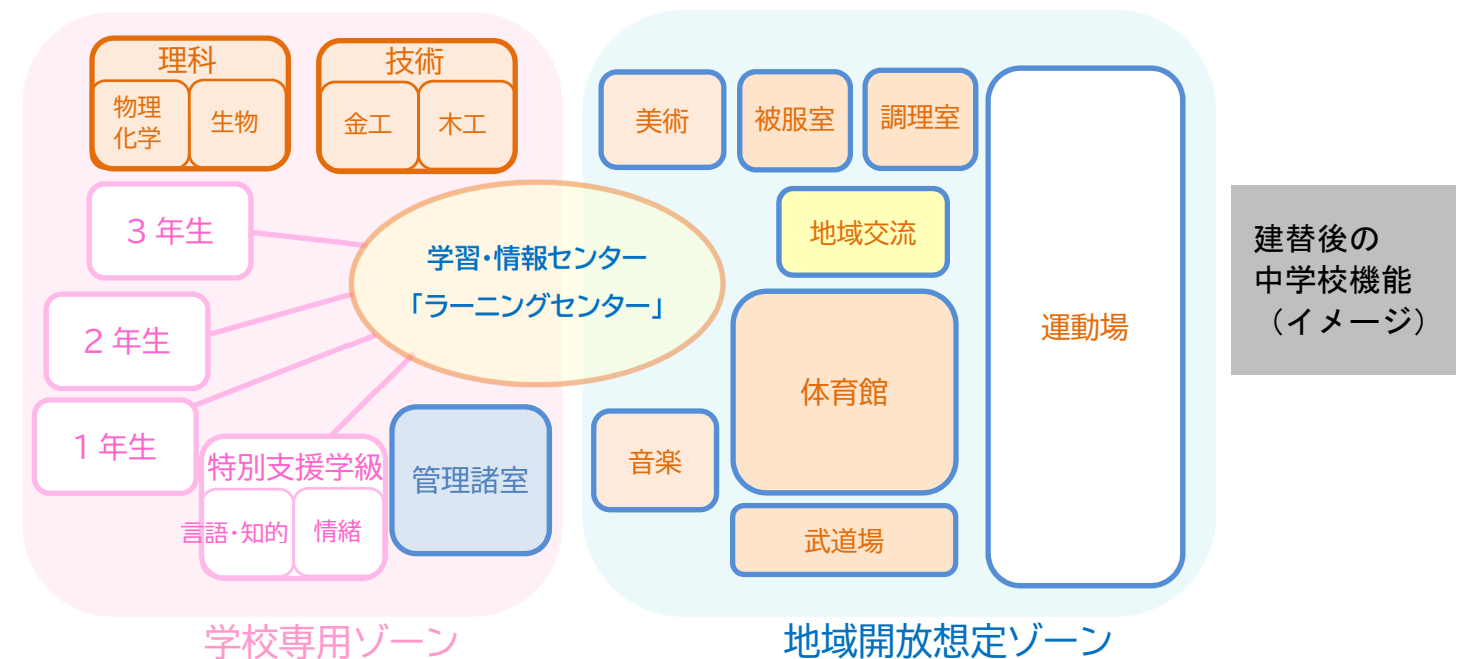 理科
物理
化学
生物
技術
金工
木工
3年生
2年生
1年生
特別支援学級
言語・知的
情緒
管理諸室
学習・情報センター
「ラーニングセンター」
学校専用ゾーン
美術
被服室
調理室
地域交流
体育館
音楽
武道場
運動場
地域開放想定ゾーン
建替後の
中学校機能
（イメージ）